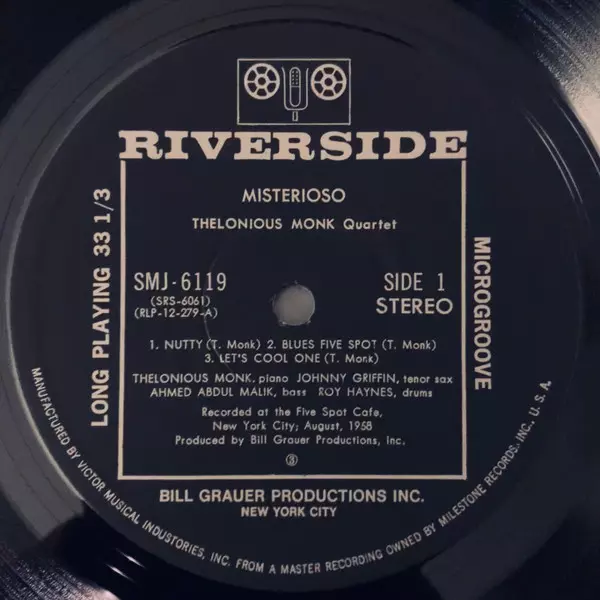 RIVERSIDE
MISTERIOSO
THELONIOUS MONK Quartet
SMJ-6119 SIDE 1
(SRS-6061) STEREO
(RLP-12-279-A)
1. NUTTY (T. Monk) 2. BLUES FIVE SPOT (T. Monk)
3. LET'S COOL ONE (T. Monk)
THELONIOUS MONK, piano JOHNNY GRIFFIN, tenor sax
AHMED ABDUL MALIK, bass ROY HAYNES, drums
Recorded at the Five Spot Cafe,
New York City; August, 1958
Produced by Bill Grauer Productions, Inc.
③
BILL GRAUER PRODUCTIONS INC.
NEW YORK CITY
LONG PLAYING 33 1/3
MICROGROOVE
MANUFACTURED BY VICTOR MUSICAL INDUSTRIES, INC. FROM A MASTER RECORDING OWNED BY MILESTONE RECORDS, INC., U.S.A.